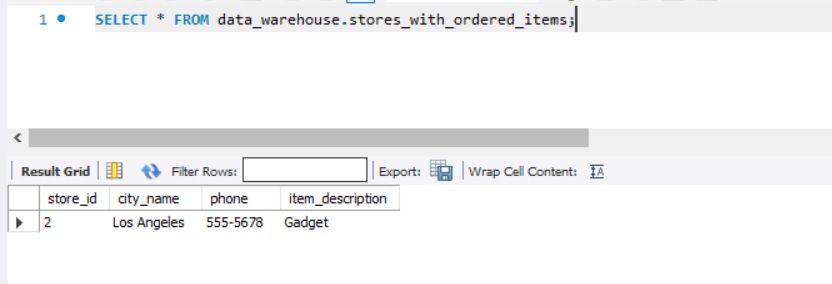 1 SELECT * FROM data_warehouse.stores_with_ordered_items;
Result Grid Filter Rows: Export: Wrap Cell Content: IA
store_id city_name phone item_description
2 Los Angeles 555-5678 Gadget